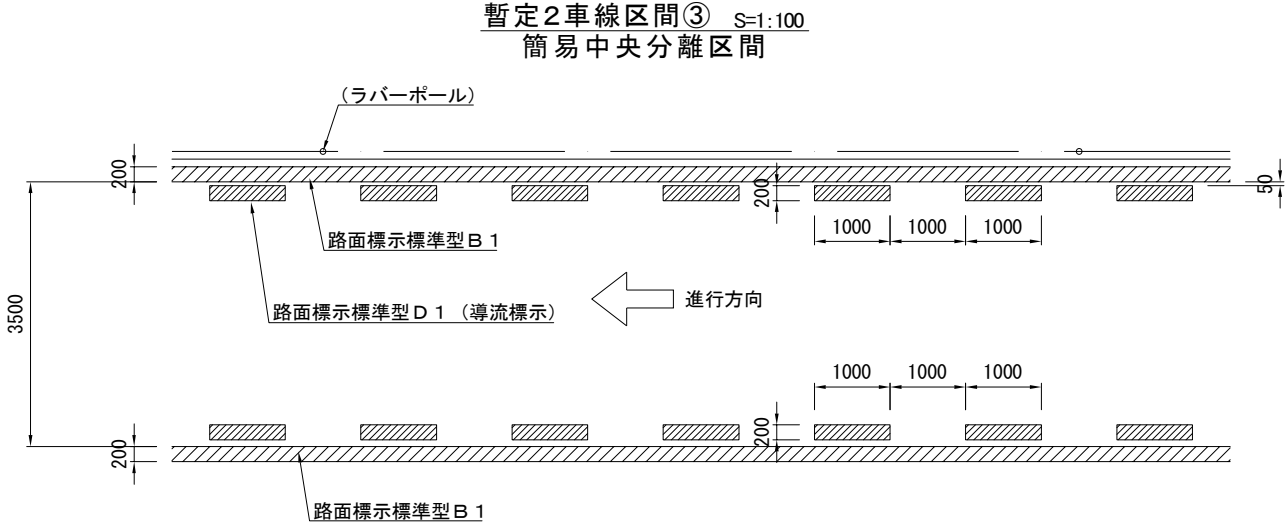 暫定2車線区間③ S=1:100
簡易中央分離区間
(ラバーポール)
200
200
50
1000 1000 1000
路面標示標準型B1
路面標示標準型D1 (導流標示)
進行方向
3500
1000 1000 1000
200
200
路面標示標準型B1